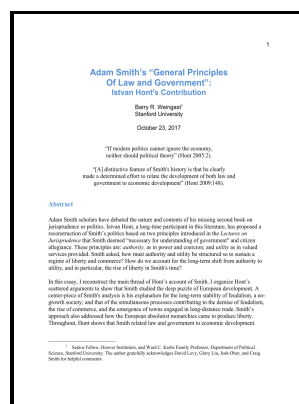 1
Adam Smith's "General Principles
Of Law and Government":
Istvan Hont's Contribution
Barry R. Weingast¹
Stanford University
October 23, 2017
"If modern politics cannot ignore the economy,
neither should political theory" (Hont 2005:2).
"[A] distinctive feature of Smith's history is that he clearly
made a determined effort to relate the development of both law and
government to economic development" (Hont 2009:148).
Abstract
Adam Smith scholars have debated the nature and contents of his missing second book on
jurisprudence or politics. Istvan Hont, a long-time participant in this literature, has proposed a
reconstruction of Smith's politics based on two principles introduced in the Lectures on
Jurisprudence that Smith deemed "necessary for understanding of government" and citizen
allegiance. These principles are: authority, as in power and coercion; and utility as in valued
services provided. Smith asked, how must authority and utility be structured so to sustain a
regime of liberty and commerce? How do we account for the long-term shift from authority to
utility, and in particular, the rise of liberty in Smith's time?
In this essay, I reconstruct the main thread of Hont's account of Smith. I organize Hont's
scattered arguments to show that Smith studied the deep puzzle of European development. A
center-piece of Smith's analysis is his explanation for the long-term stability of feudalism, a no-
growth society; and that of the simultaneous processes contributing to the demise of feudalism,
the rise of commerce, and the emergence of towns engaged in long-distance trade. Smith's
approach also addressed how the European absolutist monarchies came to produce liberty.
Throughout, Hont shows that Smith related law and government to economic development.
¹ Senior Fellow, Hoover Institution, and Ward C. Krebs Family Professor, Department of Political
Science, Stanford University. The author gratefully acknowledges David Levy, Glory Liu, Josh Ober, and Craig
Smith for helpful comments.